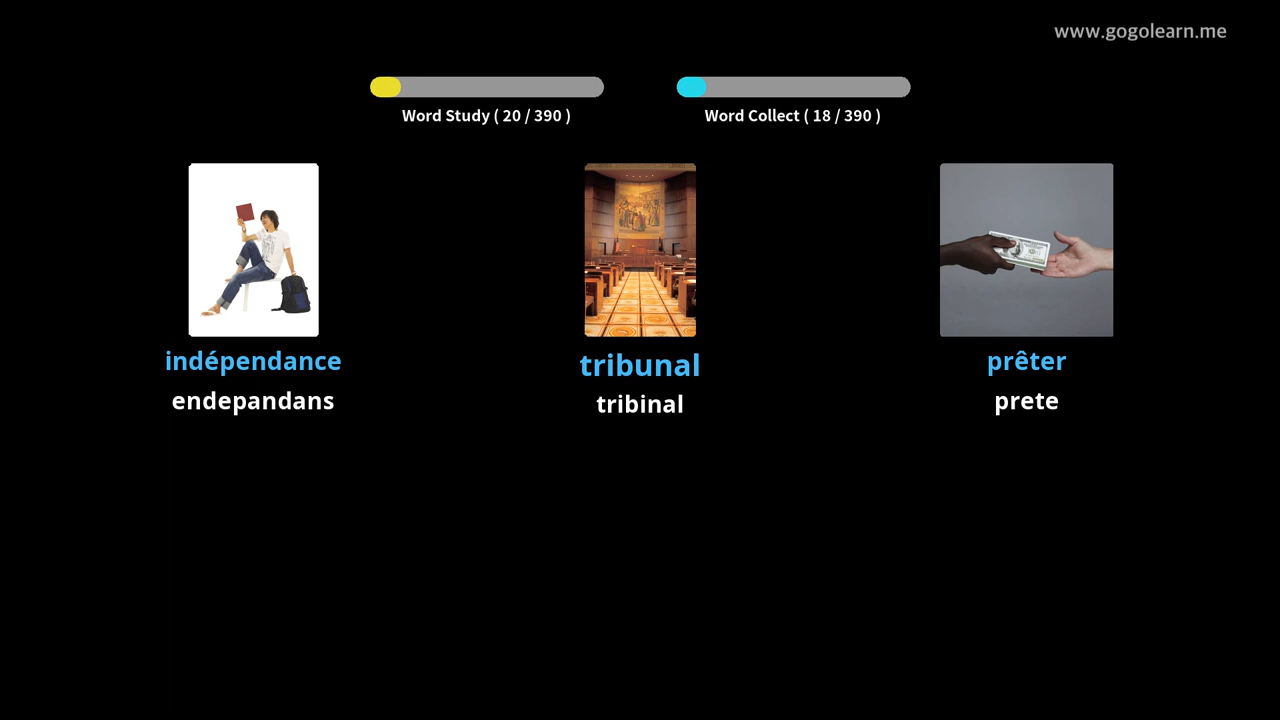 www.gogolearn.me
Word Study ( 20 / 390 )
Word Collect ( 18 / 390 )
indépendance
endepandans
tribunal
tribinal
prêter
prete